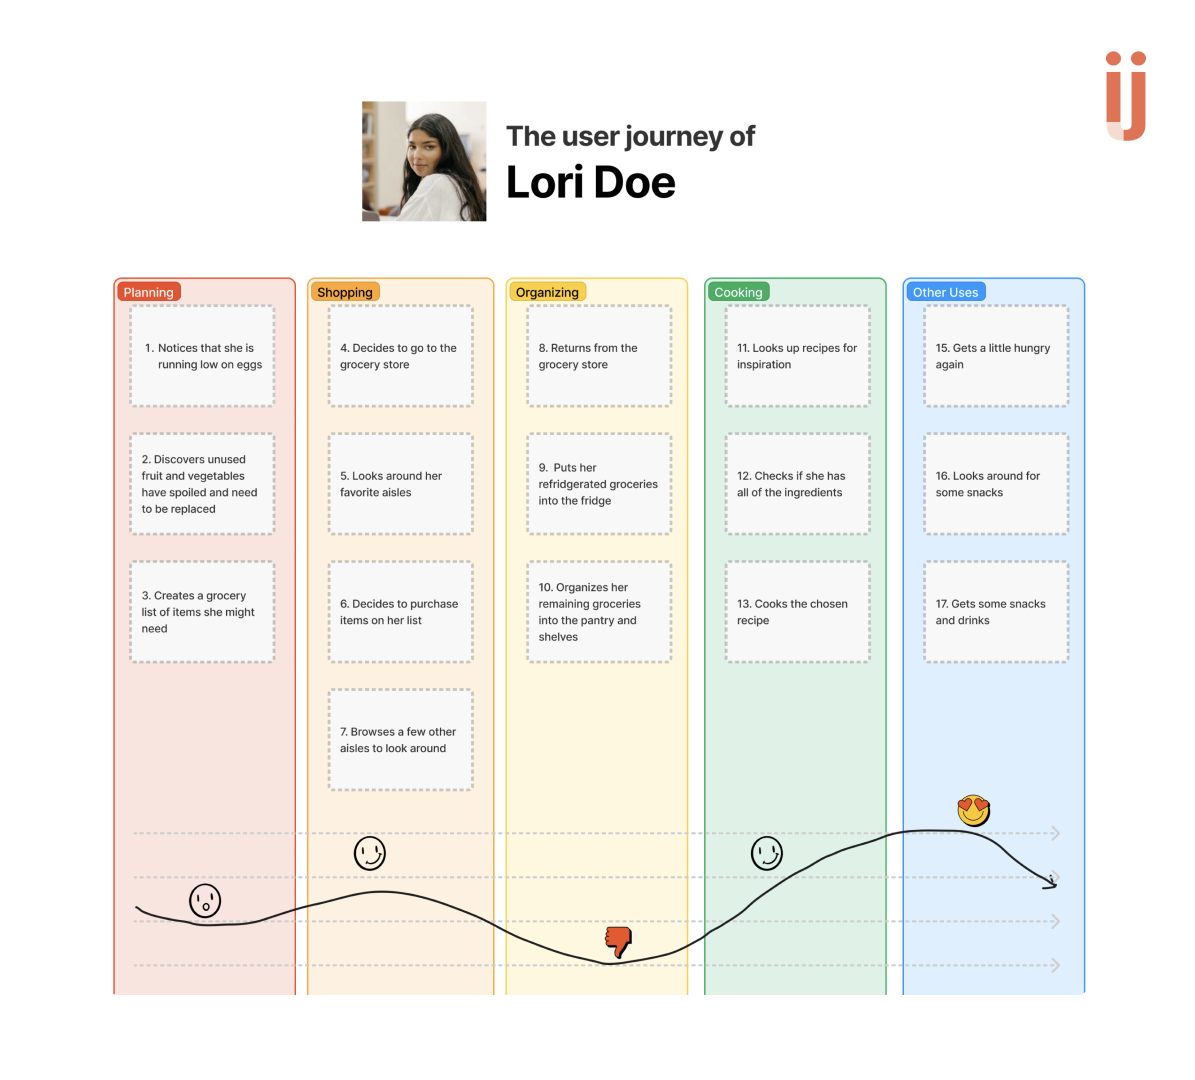 ij
The user journey of
Lori Doe
Planning
1. Notices that she is
running low on eggs
2. Discovers unused
fruit and vegetables
have spoiled and need
to be replaced
3. Creates a grocery
list of items she might
need
Shopping
4. Decides to go to the
grocery store
5. Looks around her
favorite aisles
6. Decides to purchase
items on her list
7. Browses a few other
aisles to look around
Organizing
8. Returns from the
grocery store
9. Puts her
refridgerated groceries
into the fridge
10. Organizes her
remaining groceries
into the pantry and
shelves
Cooking
11. Looks up recipes for
inspiration
12. Checks if she has
all of the ingredients
13. Cooks the chosen
recipe
Other Uses
15. Gets a little hungry
again
16. Looks around for
some snacks
17. Gets some snacks
and drinks